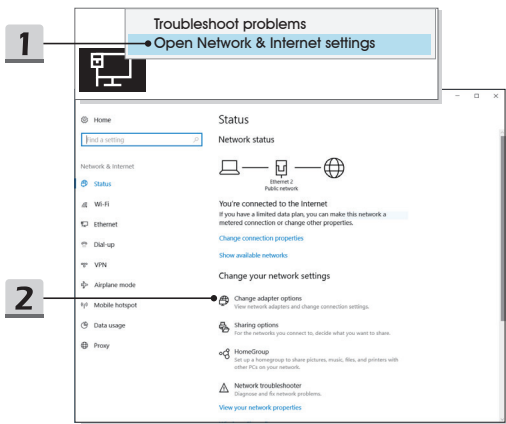 Troubleshoot problems
1
Open Network & Internet settings
Home
Find a setting
Network & Internet
Status
Wi-Fi
Ethernet
Dial-up
VPN
Airplane mode
Mobile hotspot
Data usage
Proxy
Status
Network status
Ethernet 2
Public network
You're connected to the Internet
If you have a limited data plan, you can make this network a
metered connection or change other properties.
Change connection properties
Show available networks
Change your network settings
2
Change adapter options
View network adapters and change connection settings.
Sharing options
For the networks you connect to, decide what you want to share.
HomeGroup
Set up a homegroup to share pictures, music, files, and printers with
other PCs on your network.
Network troubleshooter
Diagnose and fix network problems.
View your network properties